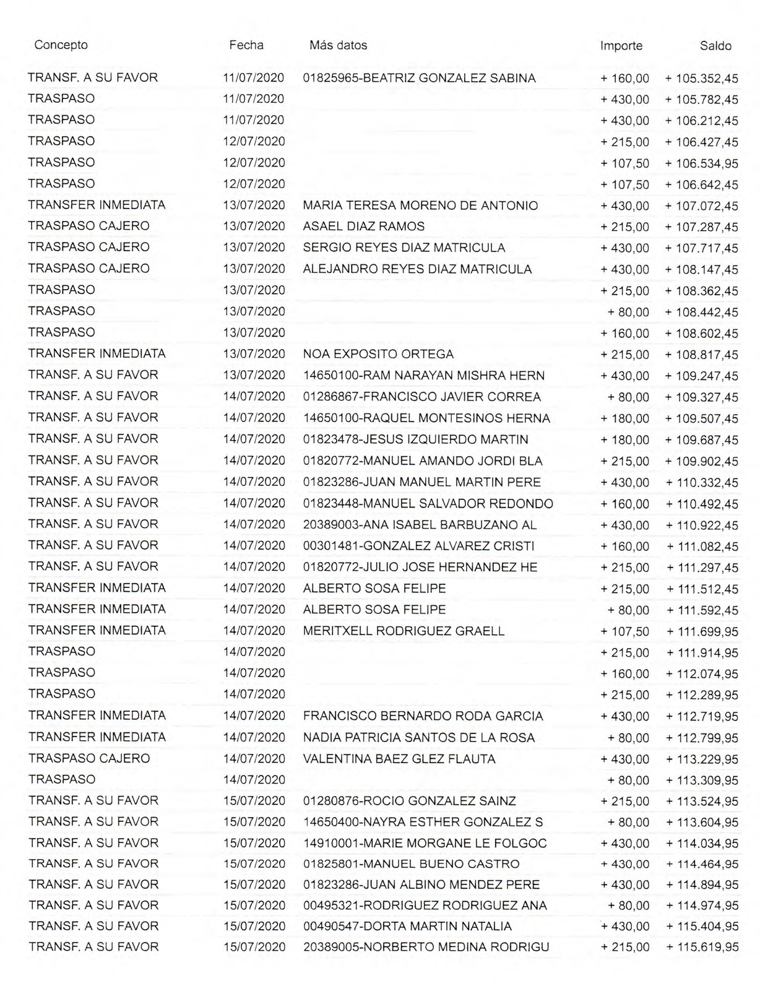 Concepto Fecha Más datos Importe Saldo
TRANSF. A SU FAVOR 11/07/2020 01825965-BEATRIZ GONZALEZ SABINA + 160,00 + 105.352,45
TRASPASO 11/07/2020 + 430,00 + 105.782,45
TRASPASO 11/07/2020 + 430,00 + 106.212,45
TRASPASO 12/07/2020 + 215,00 + 106.427,45
TRASPASO 12/07/2020 + 107,50 + 106.534,95
TRASPASO 12/07/2020 + 107,50 + 106.642,45
TRANSFER INMEDIATA 13/07/2020 MARIA TERESA MORENO DE ANTONIO + 430,00 + 107.072,45
TRASPASO CAJERO 13/07/2020 ASAEL DIAZ RAMOS + 215,00 + 107.287,45
TRASPASO CAJERO 13/07/2020 SERGIO REYES DIAZ MATRICULA + 430,00 + 107.717,45
TRASPASO CAJERO 13/07/2020 ALEJANDRO REYES DIAZ MATRICULA + 430,00 + 108.147,45
TRASPASO 13/07/2020 + 215,00 + 108.362,45
TRASPASO 13/07/2020 + 80,00 + 108.442,45
TRASPASO 13/07/2020 + 160,00 + 108.602,45
TRANSFER INMEDIATA 13/07/2020 NOA EXPOSITO ORTEGA + 215,00 + 108.817,45
TRANSF. A SU FAVOR 13/07/2020 14650100-RAM NARAYAN MISHRA HERN + 430,00 + 109.247,45
TRANSF. A SU FAVOR 14/07/2020 01286867-FRANCISCO JAVIER CORREA + 80,00 + 109.327,45
TRANSF. A SU FAVOR 14/07/2020 14650100-RAQUEL MONTESINOS HERNA + 180,00 + 109.507,45
TRANSF. A SU FAVOR 14/07/2020 01823478-JESUS IZQUIERDO MARTIN + 180,00 + 109.687,45
TRANSF. A SU FAVOR 14/07/2020 01820772-MANUEL AMANDO JORDI BLA + 215,00 + 109.902,45
TRANSF. A SU FAVOR 14/07/2020 01823286-JUAN MANUEL MARTIN PERE + 430,00 + 110.332,45
TRANSF. A SU FAVOR 14/07/2020 01823448-MANUEL SALVADOR REDONDO + 160,00 + 110.492,45
TRANSF. A SU FAVOR 14/07/2020 20389003-ANA ISABEL BARBUZANO AL + 430,00 + 110.922,45
TRANSF. A SU FAVOR 14/07/2020 00301481-GONZALEZ ALVAREZ CRISTI + 160,00 + 111.082,45
TRANSF. A SU FAVOR 14/07/2020 01820772-JULIO JOSE HERNANDEZ HE + 215,00 + 111.297,45
TRANSFER INMEDIATA 14/07/2020 ALBERTO SOSA FELIPE + 215,00 + 111.512,45
TRANSFER INMEDIATA 14/07/2020 ALBERTO SOSA FELIPE + 80,00 + 111.592,45
TRANSFER INMEDIATA 14/07/2020 MERITXELL RODRIGUEZ GRAELL + 107,50 + 111.699,95
TRASPASO 14/07/2020 + 215,00 + 111.914,95
TRASPASO 14/07/2020 + 160,00 + 112.074,95
TRASPASO 14/07/2020 + 215,00 + 112.289,95
TRANSFER INMEDIATA 14/07/2020 FRANCISCO BERNARDO RODA GARCIA + 430,00 + 112.719,95
TRANSFER INMEDIATA 14/07/2020 NADIA PATRICIA SANTOS DE LA ROSA + 80,00 + 112.799,95
TRASPASO CAJERO 14/07/2020 VALENTINA BAEZ GLEZ FLAUTA + 430,00 + 113.229,95
TRASPASO 14/07/2020 + 80,00 + 113.309,95
TRANSF. A SU FAVOR 15/07/2020 01280876-ROCIO GONZALEZ SAINZ + 215,00 + 113.524,95
TRANSF. A SU FAVOR 15/07/2020 14650400-NAYRA ESTHER GONZALEZ S + 80,00 + 113.604,95
TRANSF. A SU FAVOR 15/07/2020 14910001-MARIE MORGANE LE FOLGOC + 430,00 + 114.034,95
TRANSF. A SU FAVOR 15/07/2020 01825801-MANUEL BUENO CASTRO + 430,00 + 114.464,95
TRANSF. A SU FAVOR 15/07/2020 01823286-JUAN ALBINO MENDEZ PERE + 430,00 + 114.894,95
TRANSF. A SU FAVOR 15/07/2020 00495321-RODRIGUEZ RODRIGUEZ ANA + 80,00 + 114.974,95
TRANSF. A SU FAVOR 15/07/2020 00490547-DORTA MARTIN NATALIA + 430,00 + 115.404,95
TRANSF. A SU FAVOR 15/07/2020 20389005-NORBERTO MEDINA RODRIGU + 215,00 + 115.619,95